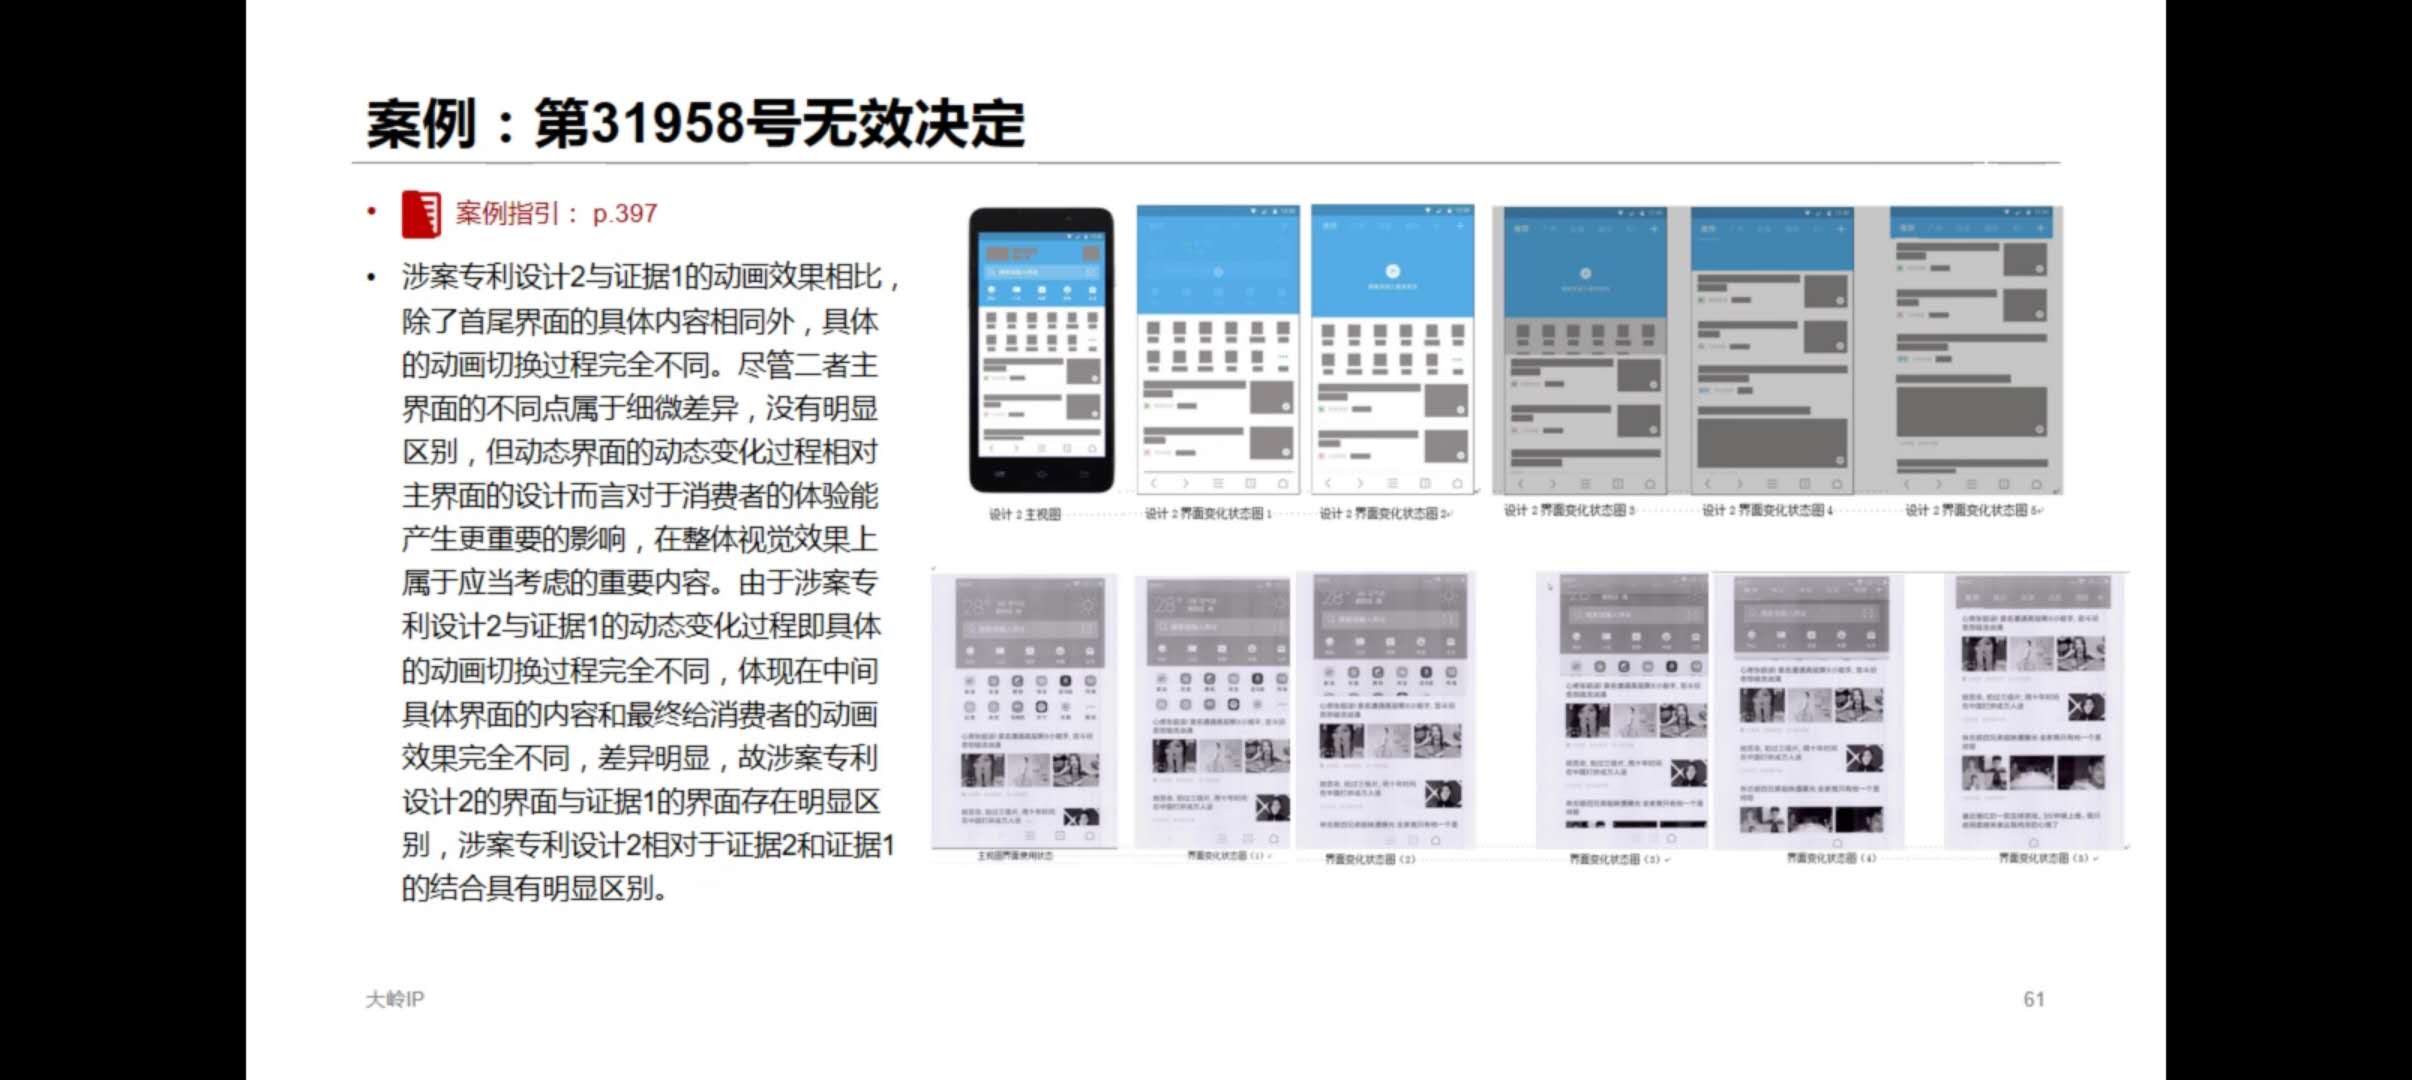 案例：第31958号无效决定
案例指引： p.397
涉案专利设计2与证据1的动画效果相比，
除了首尾界面的具体内容相同外，具体
的动画切换过程完全不同。尽管二者主
界面的不同点属于细微差异，没有明显
区别，但动态界面的动态变化过程相对
主界面的设计而言对于消费者的体验能
产生更重要的影响，在整体视觉效果上
属于应当考虑的重要内容。由于涉案专
利设计2与证据1的动态变化过程即具体
的动画切换过程完全不同，体现在中间
具体界面的内容和最终给消费者的动画
效果完全不同，差异明显，故涉案专利
设计2的界面与证据1的界面存在明显区
别，涉案专利设计2相对于证据2和证据1
的结合具有明显区别。
设计 2 主视图
设计 2 界面变化状态图 1
设计 2 界面变化状态图 2
设计 2 界面变化状态图 3
设计 2 界面变化状态图 4
设计 2 界面变化状态图 5
28°
28°
28°
主视图界面使用状态
界面变化状态图（1）
界面变化状态图（2）
界面变化状态图（3）
界面变化状态图（4）
界面变化状态图（5）
大岭IP
61